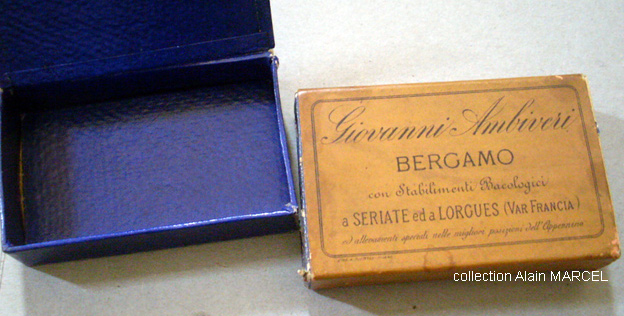 Giovanni Ambiveri
BERGAMO
con Stabilimenti Bacologici
a SERIATE ed a LORGUES (VAR FRANCIA)
ed allevamenti speciali nelle migliori posizioni dell'Appennino
collection Alain MARCEL